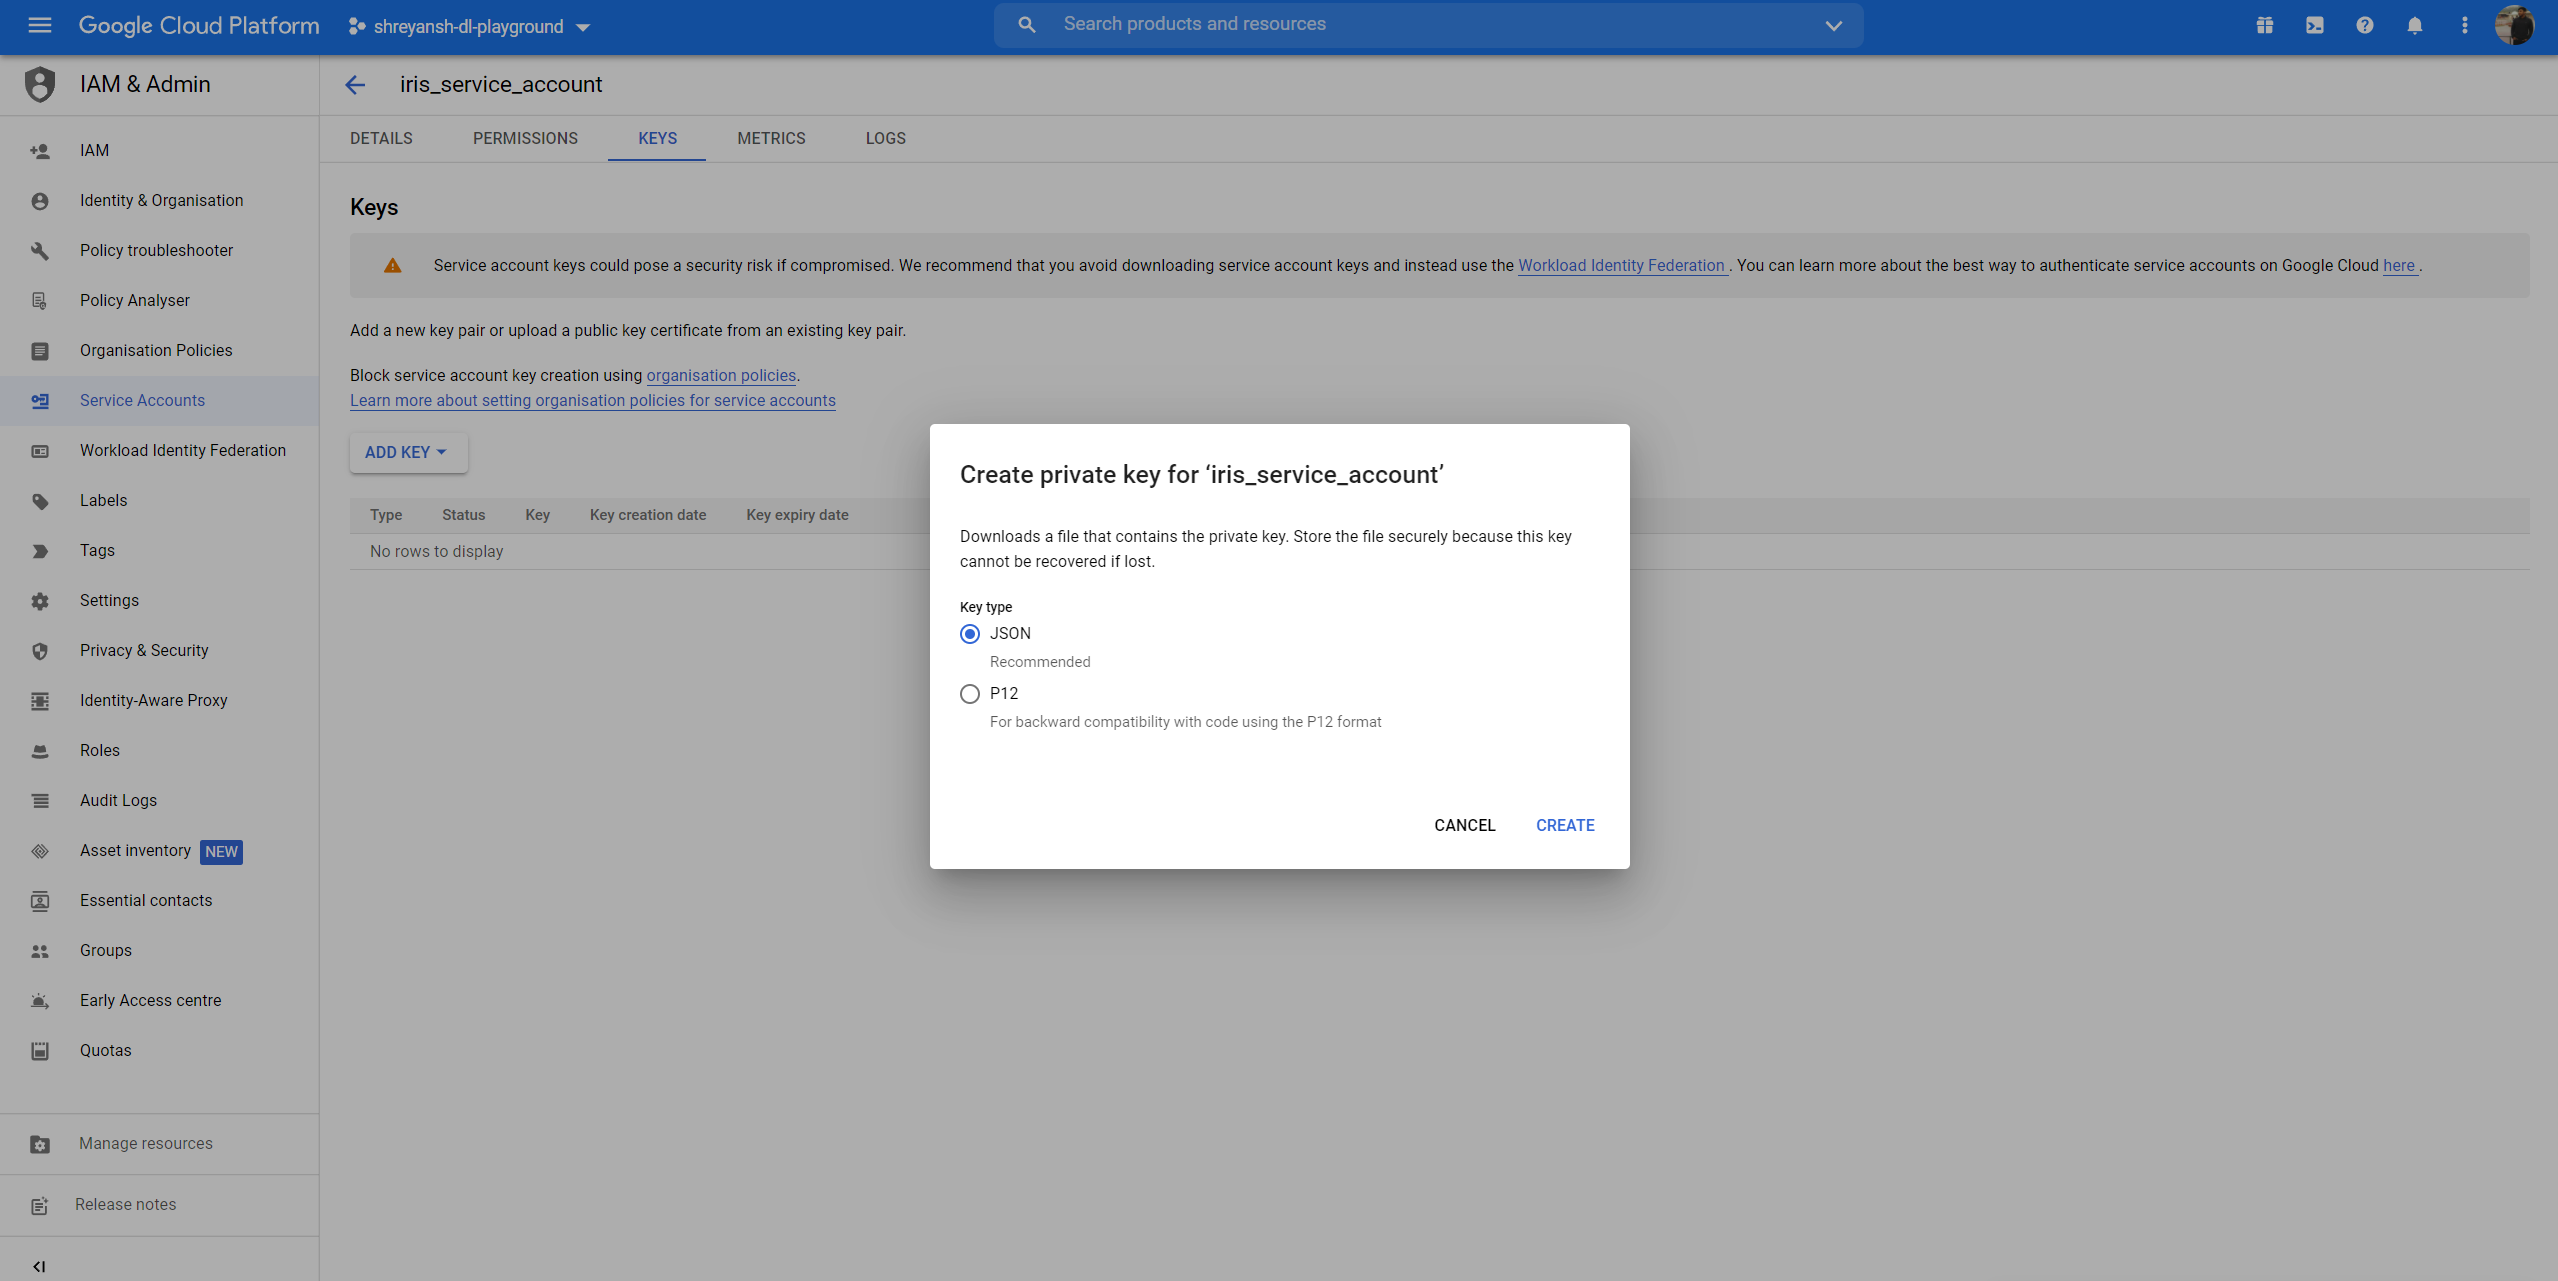 Google Cloud Platform
shreyansh-dl-playground
Search products and resources
IAM & Admin
iris_service_account
DETAILS
PERMISSIONS
KEYS
METRICS
LOGS
IAM
Identity & Organisation
Policy troubleshooter
Policy Analyser
Organisation Policies
Service Accounts
Workload Identity Federation
Labels
Tags
Settings
Privacy & Security
Identity-Aware Proxy
Roles
Audit Logs
Asset inventory NEW
Essential contacts
Groups
Early Access centre
Quotas
Manage resources
Release notes
Keys
Service account keys could pose a security risk if compromised. We recommend that you avoid downloading service account keys and instead use the Workload Identity Federation . You can learn more about the best way to authenticate service accounts on Google Cloud here .
Add a new key pair or upload a public key certificate from an existing key pair.
Block service account key creation using organisation policies.
Learn more about setting organisation policies for service accounts
ADD KEY
Type Status Key Key creation date Key expiry date
No rows to display
Create private key for ‘iris_service_account’
Downloads a file that contains the private key. Store the file securely because this key
cannot be recovered if lost.
Key type
JSON
Recommended
P12
For backward compatibility with code using the P12 format
CANCEL
CREATE